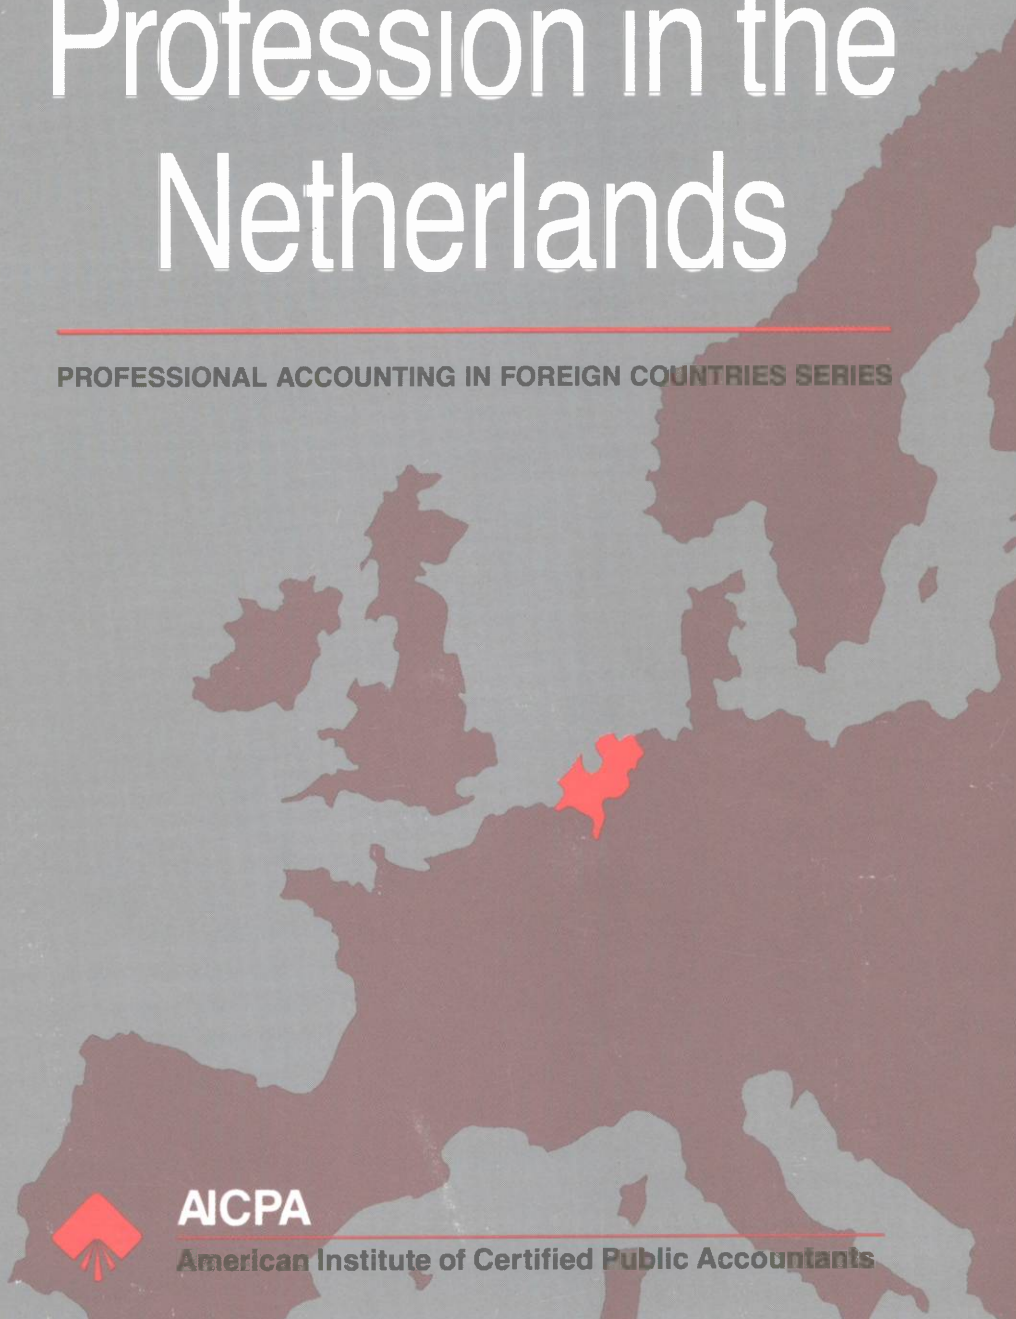 Profession in the
Netherlands
PROFESSIONAL ACCOUNTING IN FOREIGN COUNTRIES SERIES
AICPA
American Institute of Certified Public Accountants